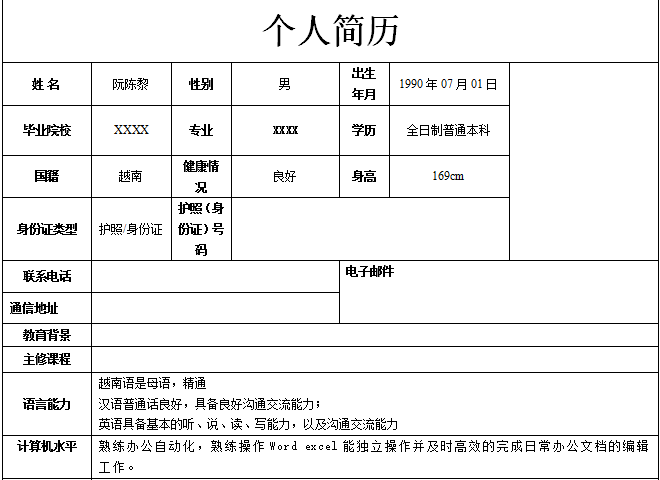 个人简历
姓 名 阮陈黎 性别 男 出生年月 1990 年 07 月 01 日
毕业院校 XXXX 专业 XXXX 学历 全日制普通本科
国籍 越南 健康情况 良好 身高 169cm
身份证类型 护照/身份证 护照（身份证）号码
联系电话 电子邮件
通信地址
教育背景
主修课程
语言能力 越南语是母语，精通
汉语普通话良好，具备良好沟通交流能力；
英语具备基本的听、说、读、写能力，以及沟通交流能力
计算机水平 熟练办公自动化，熟练操作 Word excel 能独立操作并及时高效的完成日常办公文档的编辑
工作。